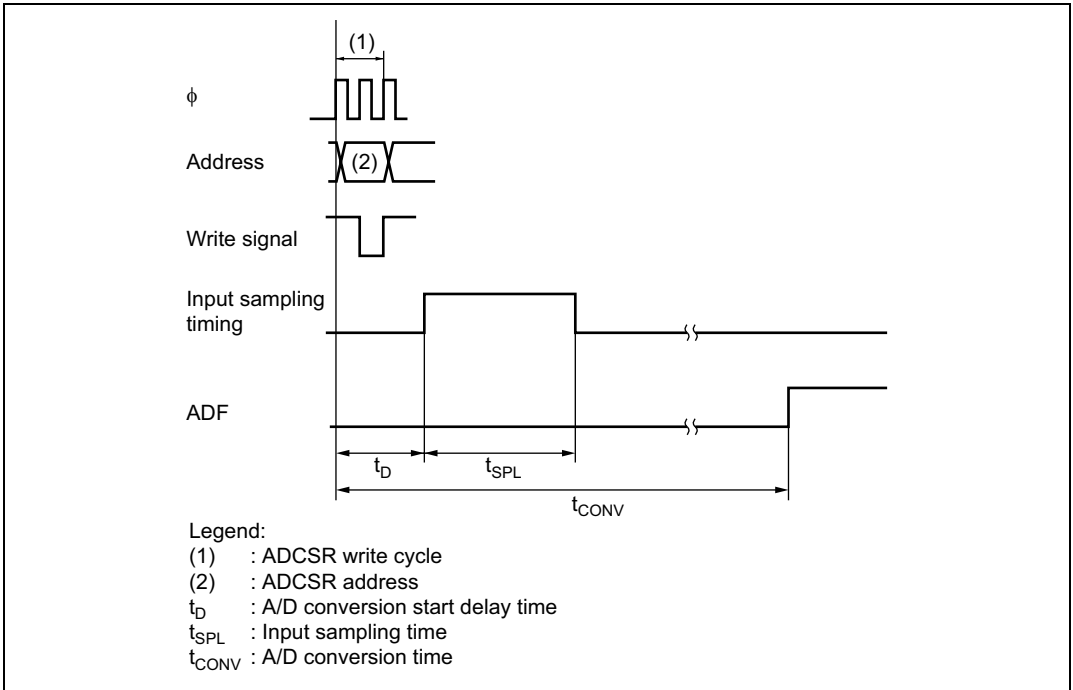 (1)
ϕ
Address
(2)
Write signal
Input sampling
timing
ADF
tD
tSPL
tCONV
Legend:
(1) : ADCSR write cycle
(2) : ADCSR address
tD : A/D conversion start delay time
tSPL : Input sampling time
tCONV : A/D conversion time